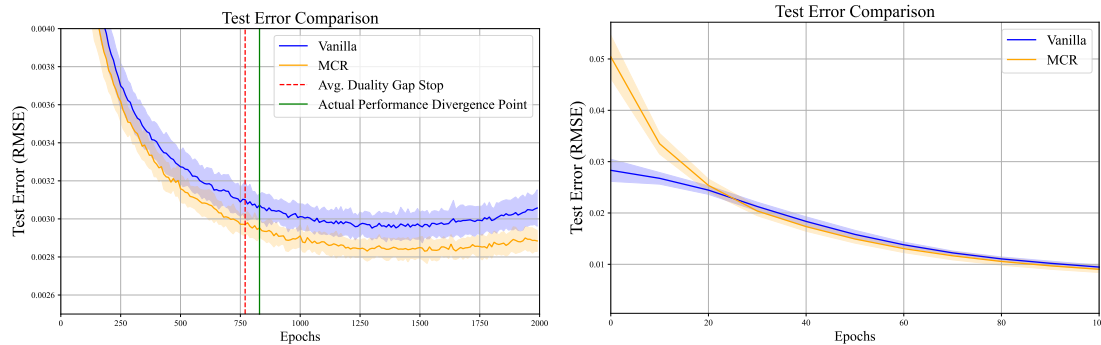 Test Error Comparison
Test Error (RMSE)
0.0040
0.0038
0.0036
0.0034
0.0032
0.0030
0.0028
0.0026
Vanilla
MCR
Avg. Duality Gap Stop
Actual Performance Divergence Point
0 250 500 750 1000 1250 1500 1750 2000
Epochs
Test Error Comparison
Test Error (RMSE)
0.05
0.04
0.03
0.02
0.01
Vanilla
MCR
0 20 40 60 80 100
Epochs